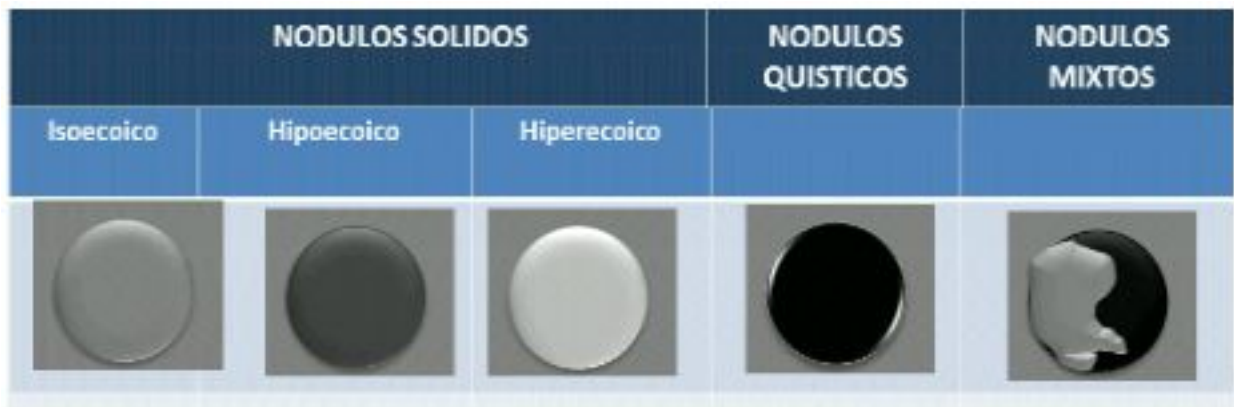 NODULOS SOLIDOS
NODULOS
QUISTICOS
NODULOS
MIXTOS
Isoecoico
Hipoecoico
Hiperecoico